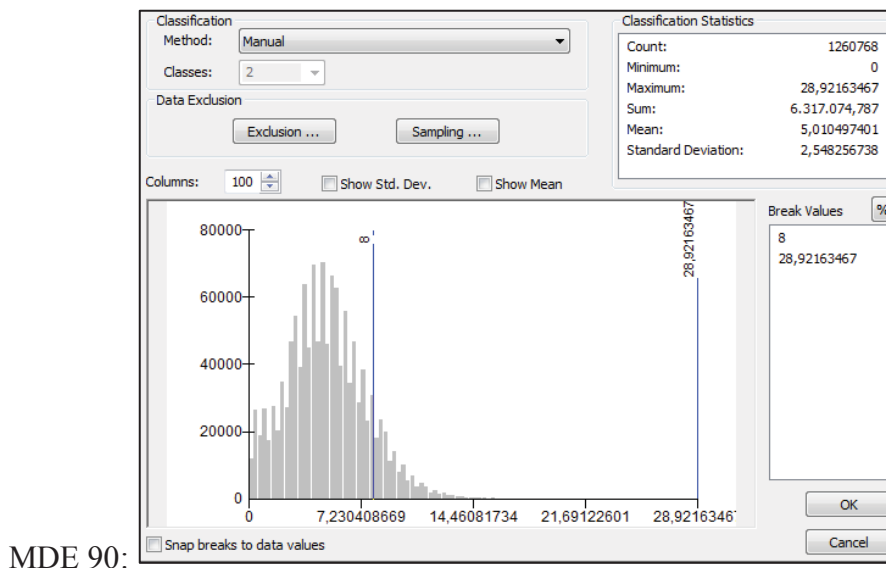 Classification
Method: Manual
Classes: 2
Data Exclusion
Exclusion ...
Sampling ...
Classification Statistics
Count: 1260768
Minimum: 0
Maximum: 28,92163467
Sum: 6.317.074,787
Mean: 5,010497401
Standard Deviation: 2,548256738
Columns: 100 Show Std. Dev. Show Mean
80000
60000
40000
20000
0
8
28,92163467
0 7,230408669 14,46081734 21,69122601 28,9216346
Break Values %
8
28,92163467
OK
Cancel
Snap breaks to data values
MDE 90: